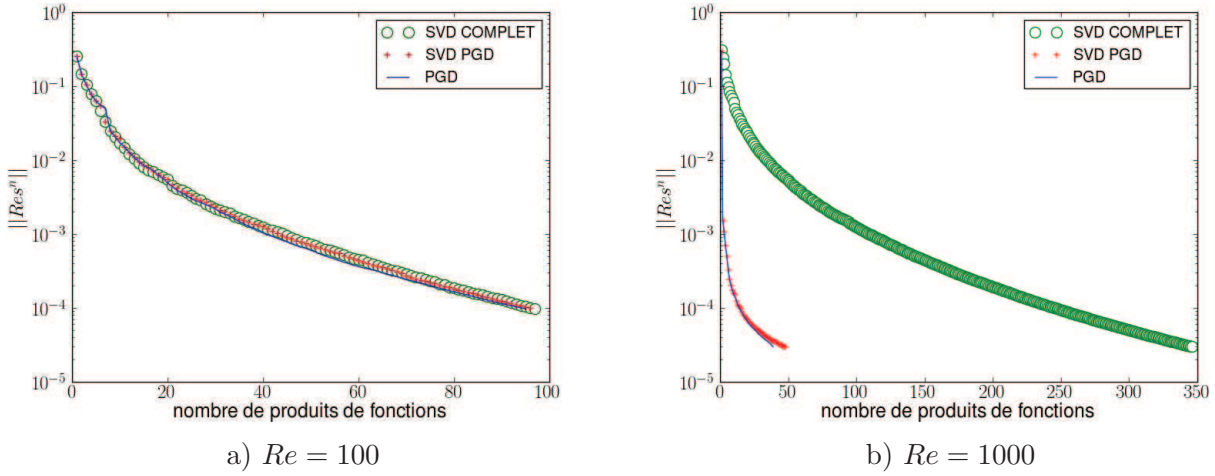 10^0
10^{-1}
10^{-2}
10^{-3}
10^{-4}
10^{-5}
||Res^n||
0 20 40 60 80 100
nombre de produits de fonctions
SVD COMPLET
SVD PGD
PGD
a) Re = 100
10^0
10^{-1}
10^{-2}
10^{-3}
10^{-4}
10^{-5}
||Res^n||
0 50 100 150 200 250 300 350
nombre de produits de fonctions
SVD COMPLET
SVD PGD
PGD
b) Re = 1000